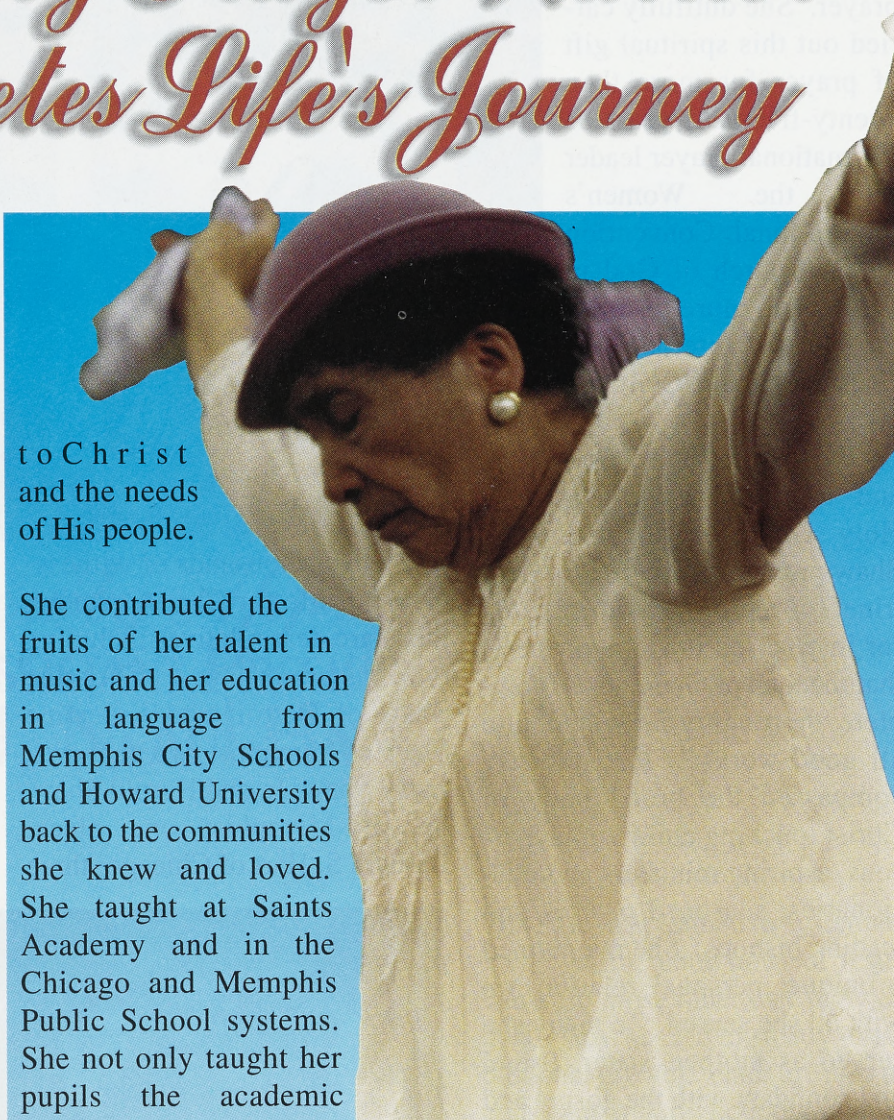 Life's Journey
to Christ
and the needs
of His people.
She contributed the
fruits of her talent in
music and her education
in language from
Memphis City Schools
and Howard University
back to the communities
she knew and loved.
She taught at Saints
Academy and in the
Chicago and Memphis
Public School systems.
She not only taught her
pupils the academic